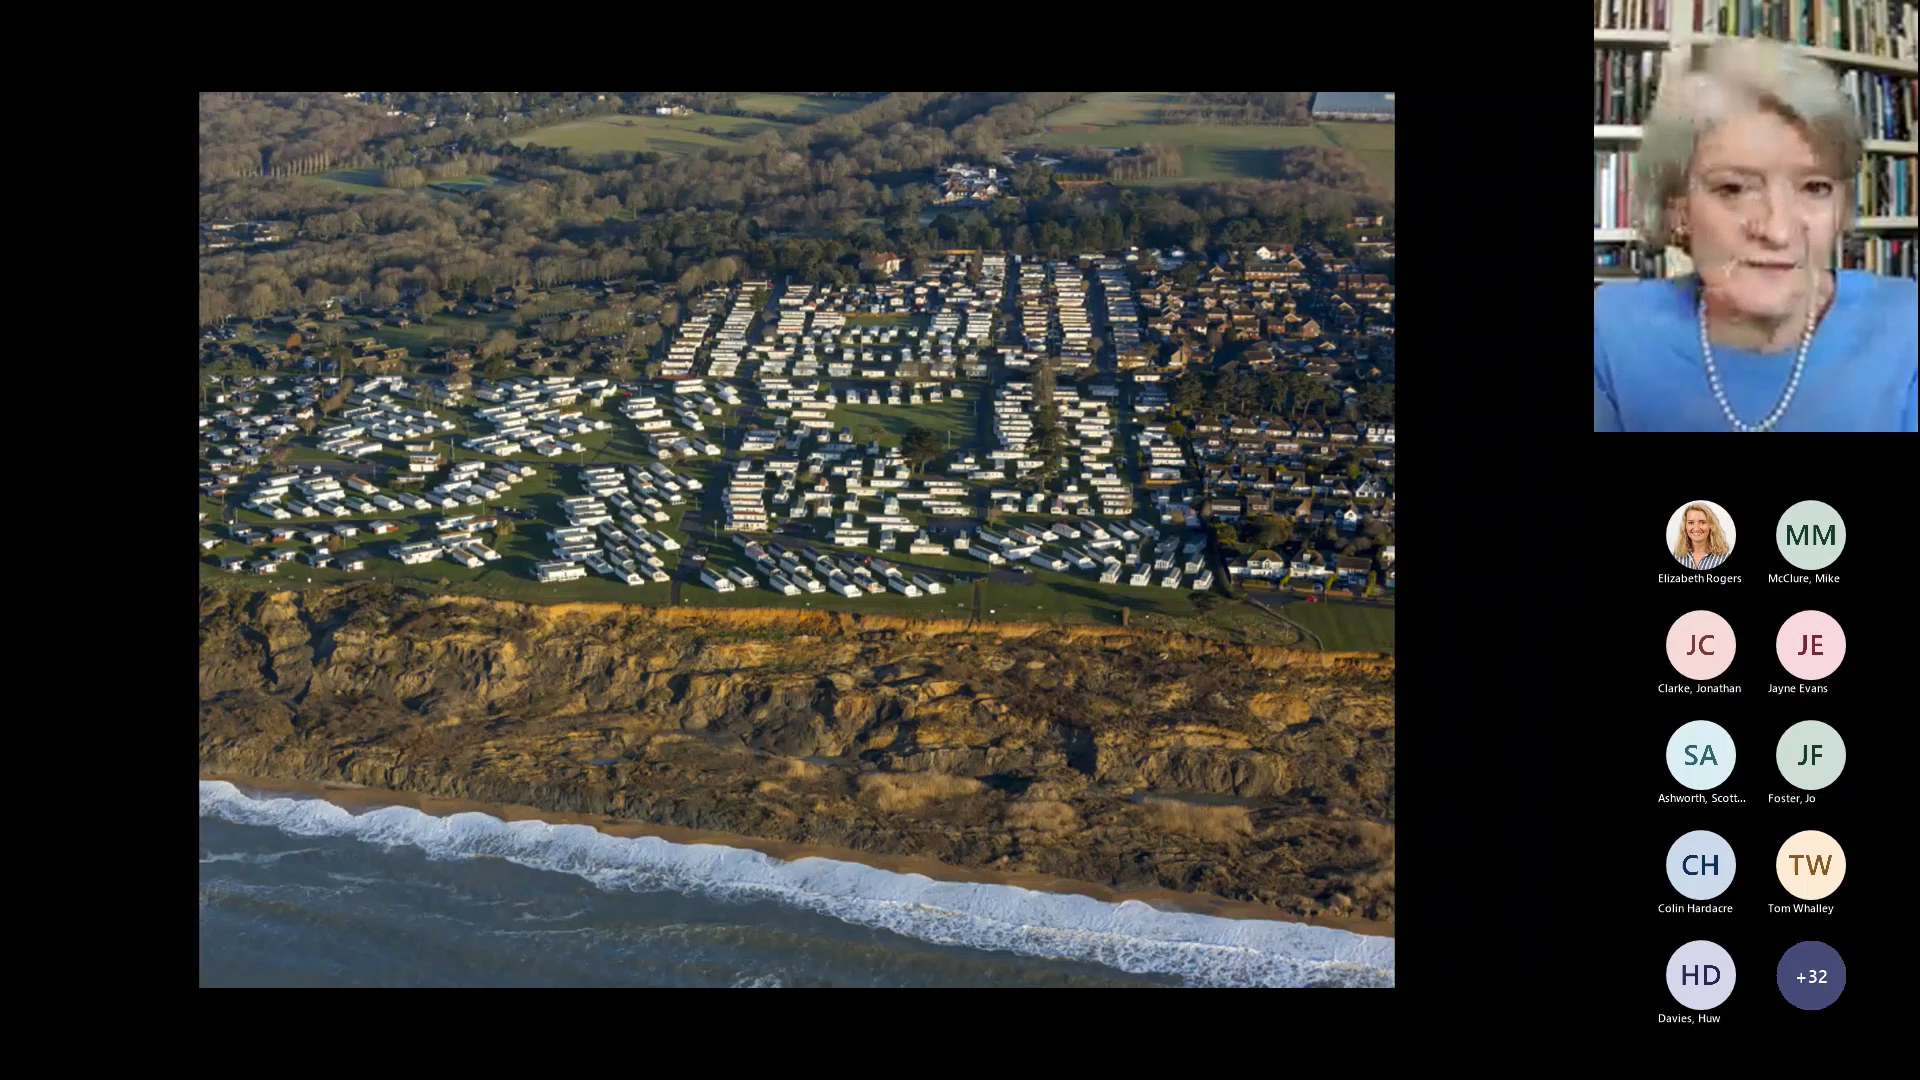 Elizabeth Rogers
MM
McClure, Mike
JC
Clarke, Jonathan
JE
Jayne Evans
SA
Ashworth, Scott...
JF
Foster, Jo
CH
Colin Hardacre
TW
Tom Whalley
HD
Davies, Huw
+32